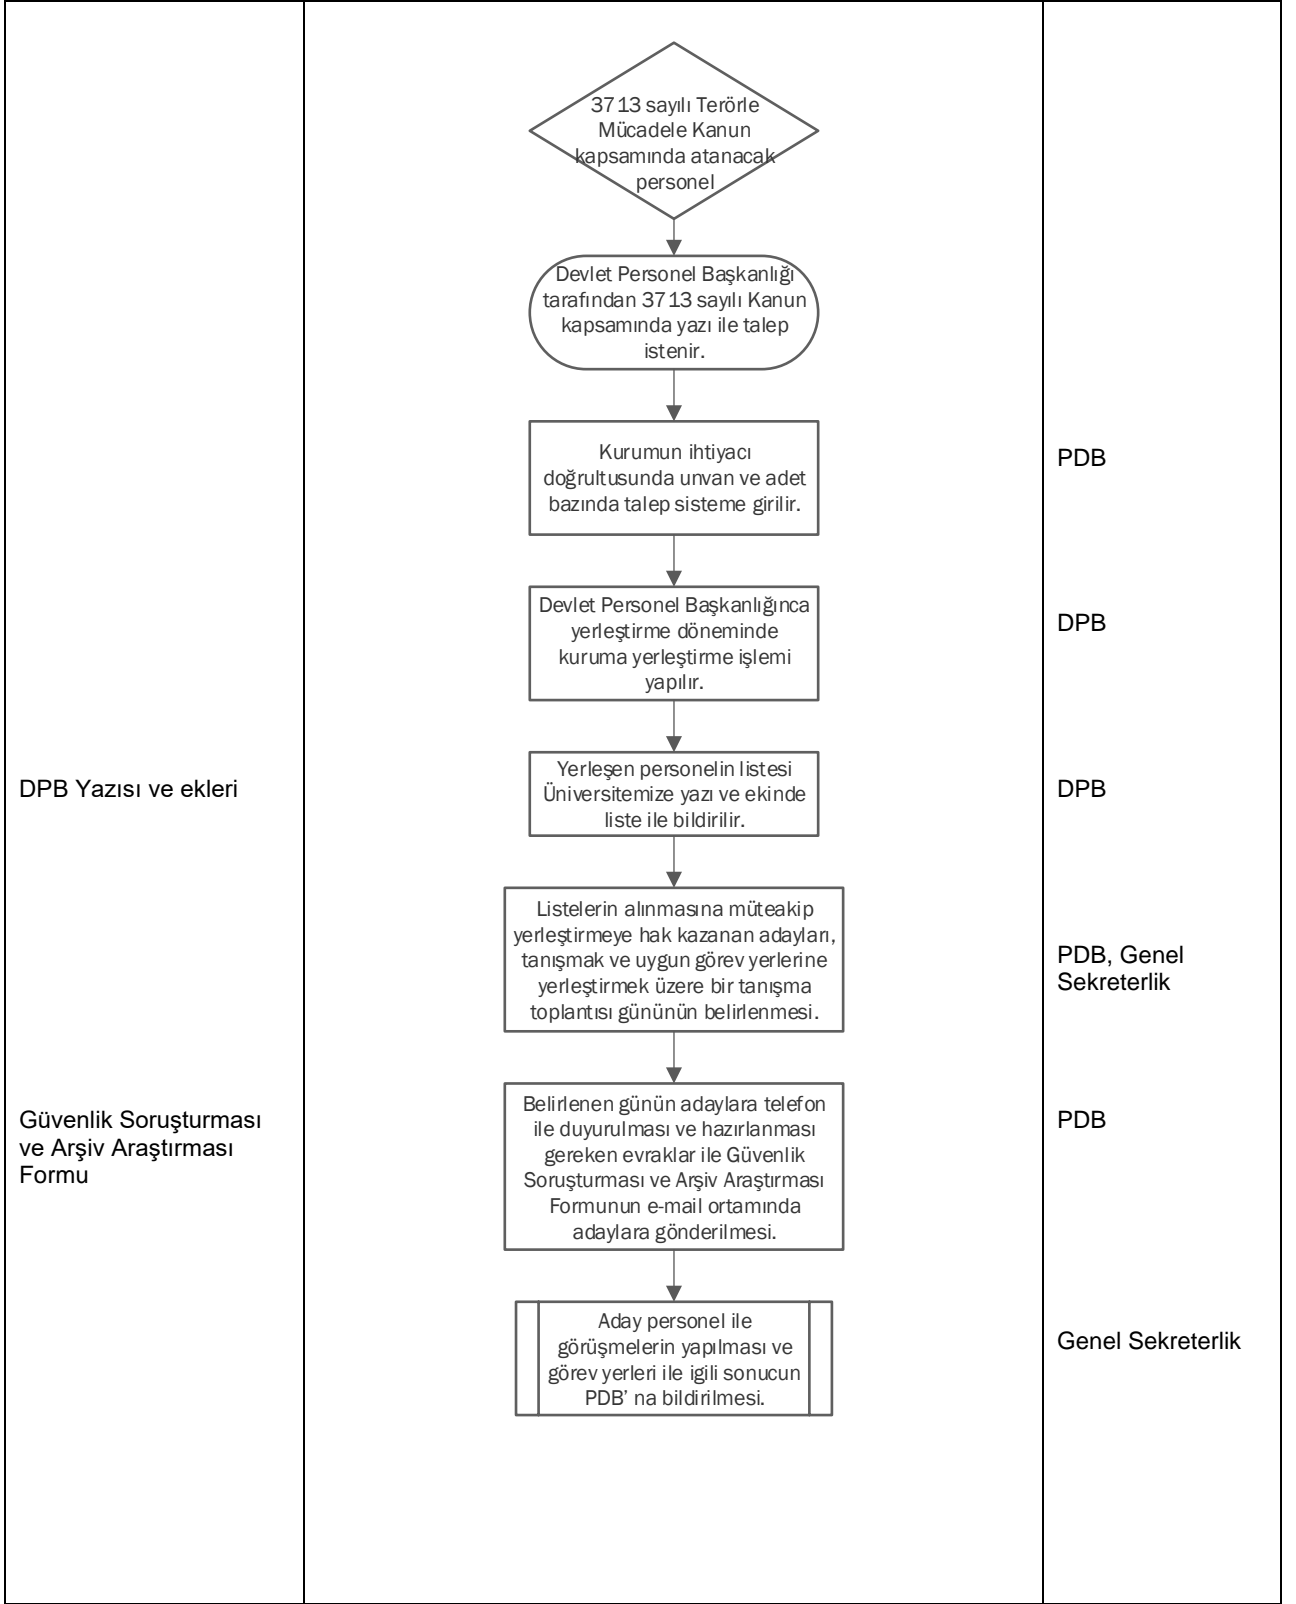 3713 sayılı Terörle
Mücadele Kanun
kapsamında atanacak
personel
Devlet Personel Başkanlığı
tarafından 3713 sayılı Kanun
kapsamında yazı ile talep
istenir.
Kurumun ihtiyacı
doğrultusunda unvan ve adet
bazında talep sisteme girilir.
PDB
Devlet Personel Başkanlığınca
yerleştirme döneminde
kuruma yerleştirme işlemi
yapılır.
DPB
DPB Yazısı ve ekleri
Yerleşen personelin listesi
Üniversitemize yazı ve ekinde
liste ile bildirilir.
DPB
Listelerin alınmasına müteakip
yerleştirmeye hak kazanan adayları,
tanışmak ve uygun görev yerlerine
yerleştirmek üzere bir tanışma
toplantısı gününün belirlenmesi.
PDB, Genel
Sekreterlik
Güvenlik Soruşturması
ve Arşiv Araştırması
Formu
Belirlenen günün adaylara telefon
ile duyurulması ve hazırlanması
gereken evraklar ile Güvenlik
Soruşturması ve Arşiv Araştırması
Formunun e-mail ortamında
adaylara gönderilmesi.
PDB
Aday personel ile
görüşmelerin yapılması ve
görev yerleri ile igili sonucun
PDB’ na bildirilmesi.
Genel Sekreterlik